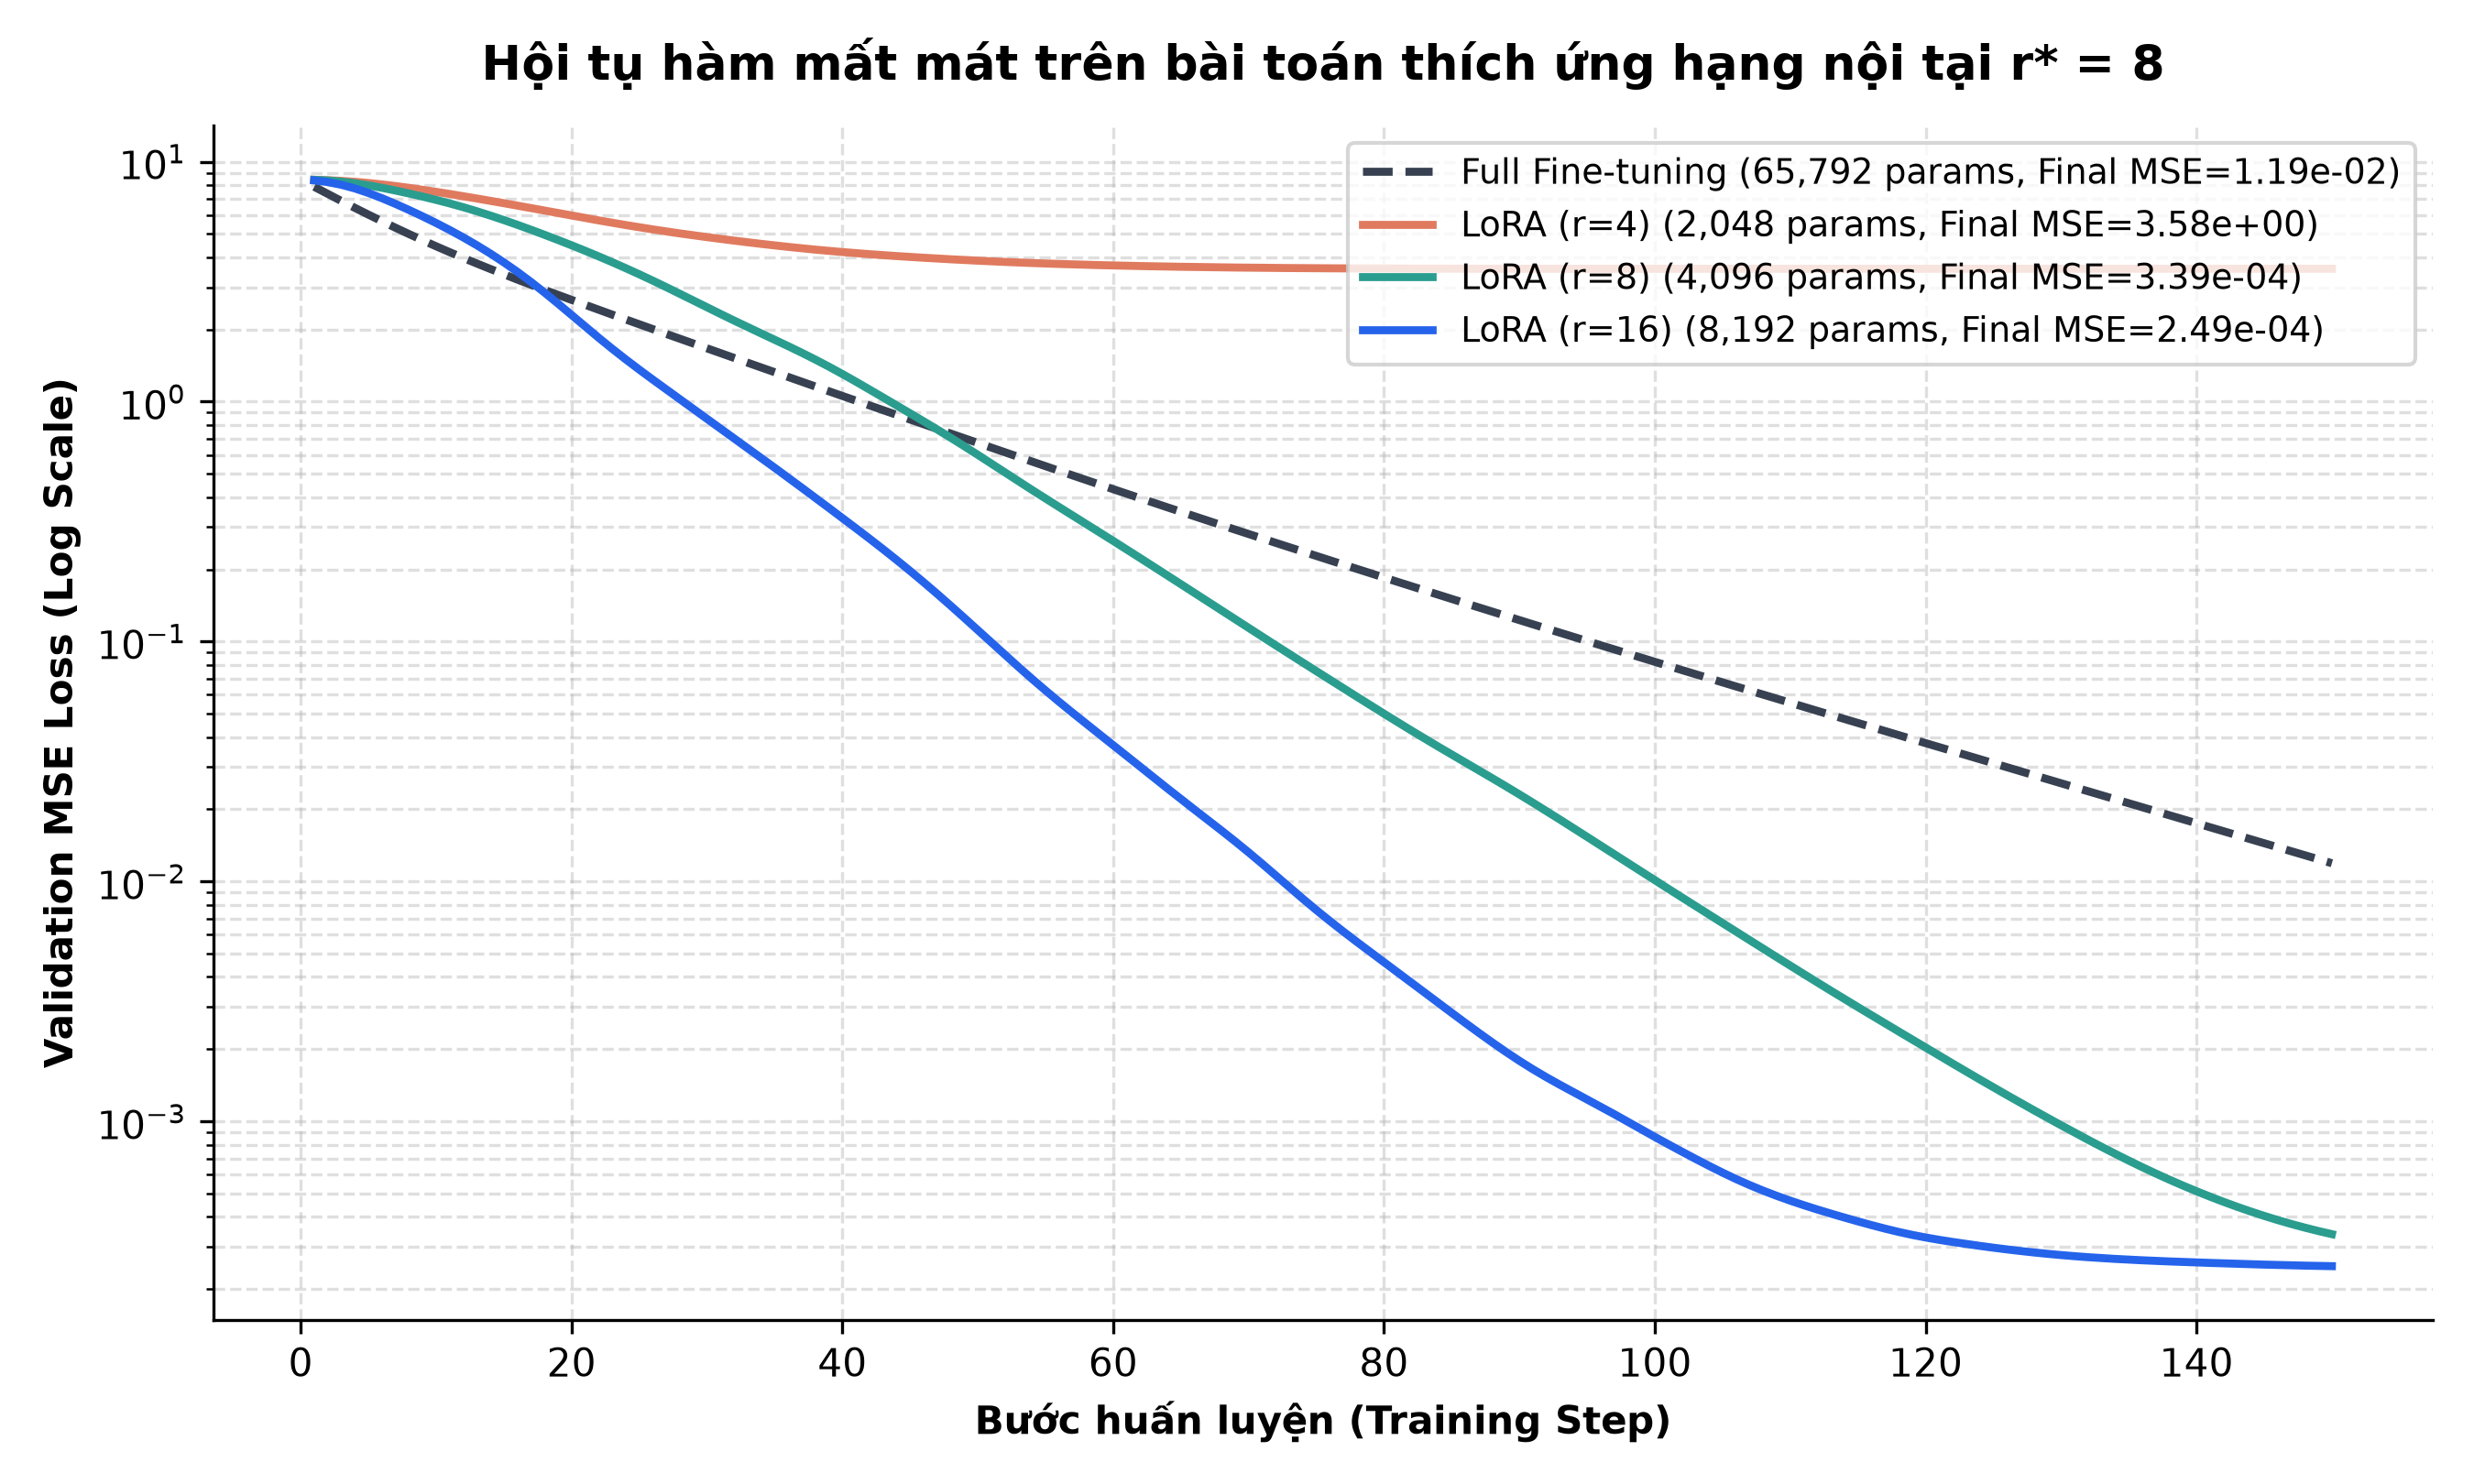 Hội tụ hàm mất mát trên bài toán thích ứng hạng nội tại r* = 8
Validation MSE Loss (Log Scale)
10¹
10⁰
10⁻¹
10⁻²
10⁻³
Full Fine-tuning (65,792 params, Final MSE=1.19e-02)
LoRA (r=4) (2,048 params, Final MSE=3.58e+00)
LoRA (r=8) (4,096 params, Final MSE=3.39e-04)
LoRA (r=16) (8,192 params, Final MSE=2.49e-04)
0 20 40 60 80 100 120 140
Bước huấn luyện (Training Step)